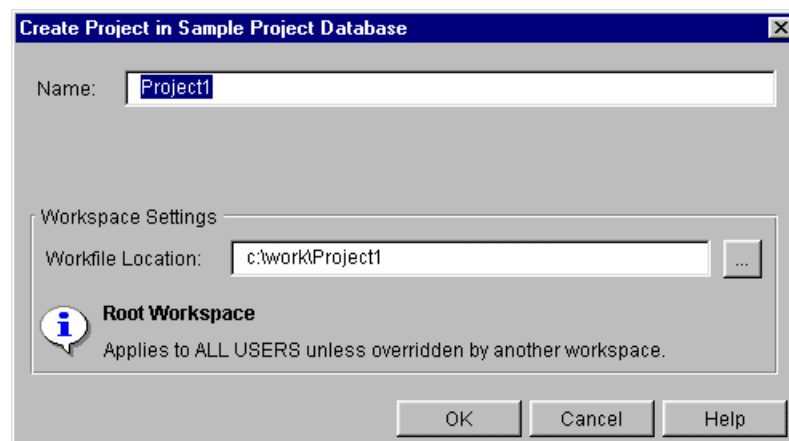 Create Project in Sample Project Database
Name: Project1
Workspace Settings
Workfile Location: c:\work\Project1 ...
i Root Workspace
Applies to ALL USERS unless overridden by another workspace.
OK Cancel Help